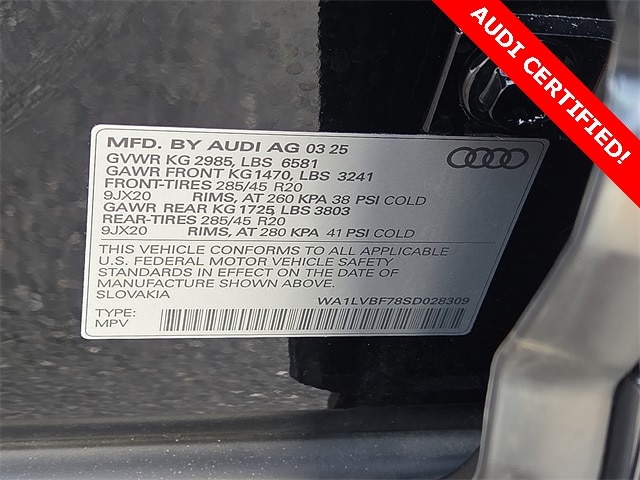 AUDI CERTIFIED!
MFD. BY AUDI AG 03 25
GVWR KG 2985, LBS 6581
GAWR FRONT KG1470, LBS 3241
FRONT-TIRES 285/45 R20
9JX20 RIMS, AT 260 KPA 38 PSI COLD
GAWR REAR KG 1725, LBS 3803
REAR-TIRES 285/45 R20
9JX20 RIMS, AT 280 KPA 41 PSI COLD
THIS VEHICLE CONFORMS TO ALL APPLICABLE
U.S. FEDERAL MOTOR VEHICLE SAFETY
STANDARDS IN EFFECT ON THE DATE OF
MANUFACTURE SHOWN ABOVE.
SLOVAKIA WA1LVBF78SD028309
TYPE:
MPV